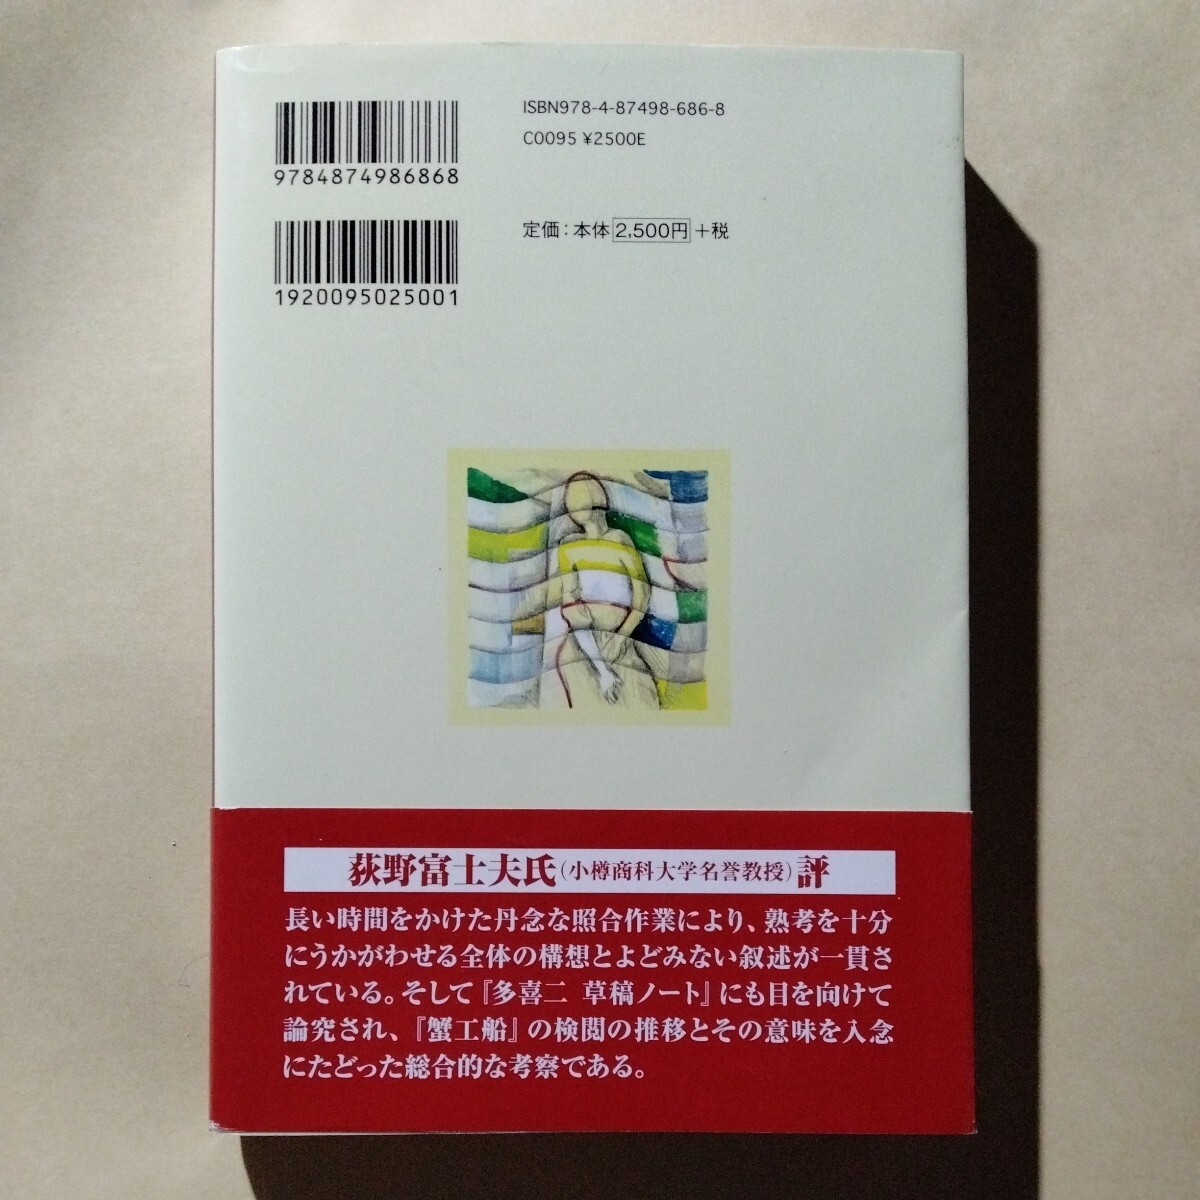 ISBN978-4-87498-686-8
C0095 ¥2500E
9784874986868
定価：本体2,500円+税
1920095025001
荻野富士夫氏（小樽商科大学名誉教授）評
長い時間をかけた丹念な照合作業により、熟考を十分
にうかがわせる全体の構想とよどみない叙述が一貫さ
れている。そして『多喜二 草稿ノート』にも目を向けて
論究され、『蟹工船』の検閲の推移とその意味を入念
にたどった総合的な考察である。